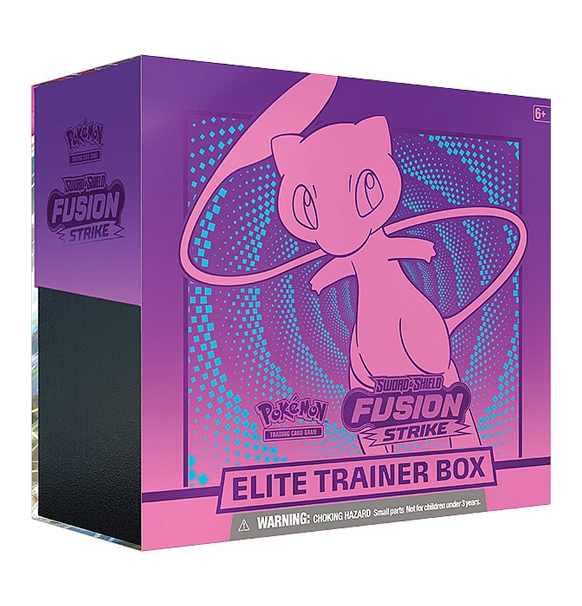 6+
Pokémon
TRADING CARD GAME
SWORD & SHIELD
FUSION
STRIKE
Pokémon
TRADING CARD GAME
SWORD & SHIELD
FUSION
STRIKE
ELITE TRAINER BOX
WARNING: CHOKING HAZARD Small parts Not for children under 3 years.